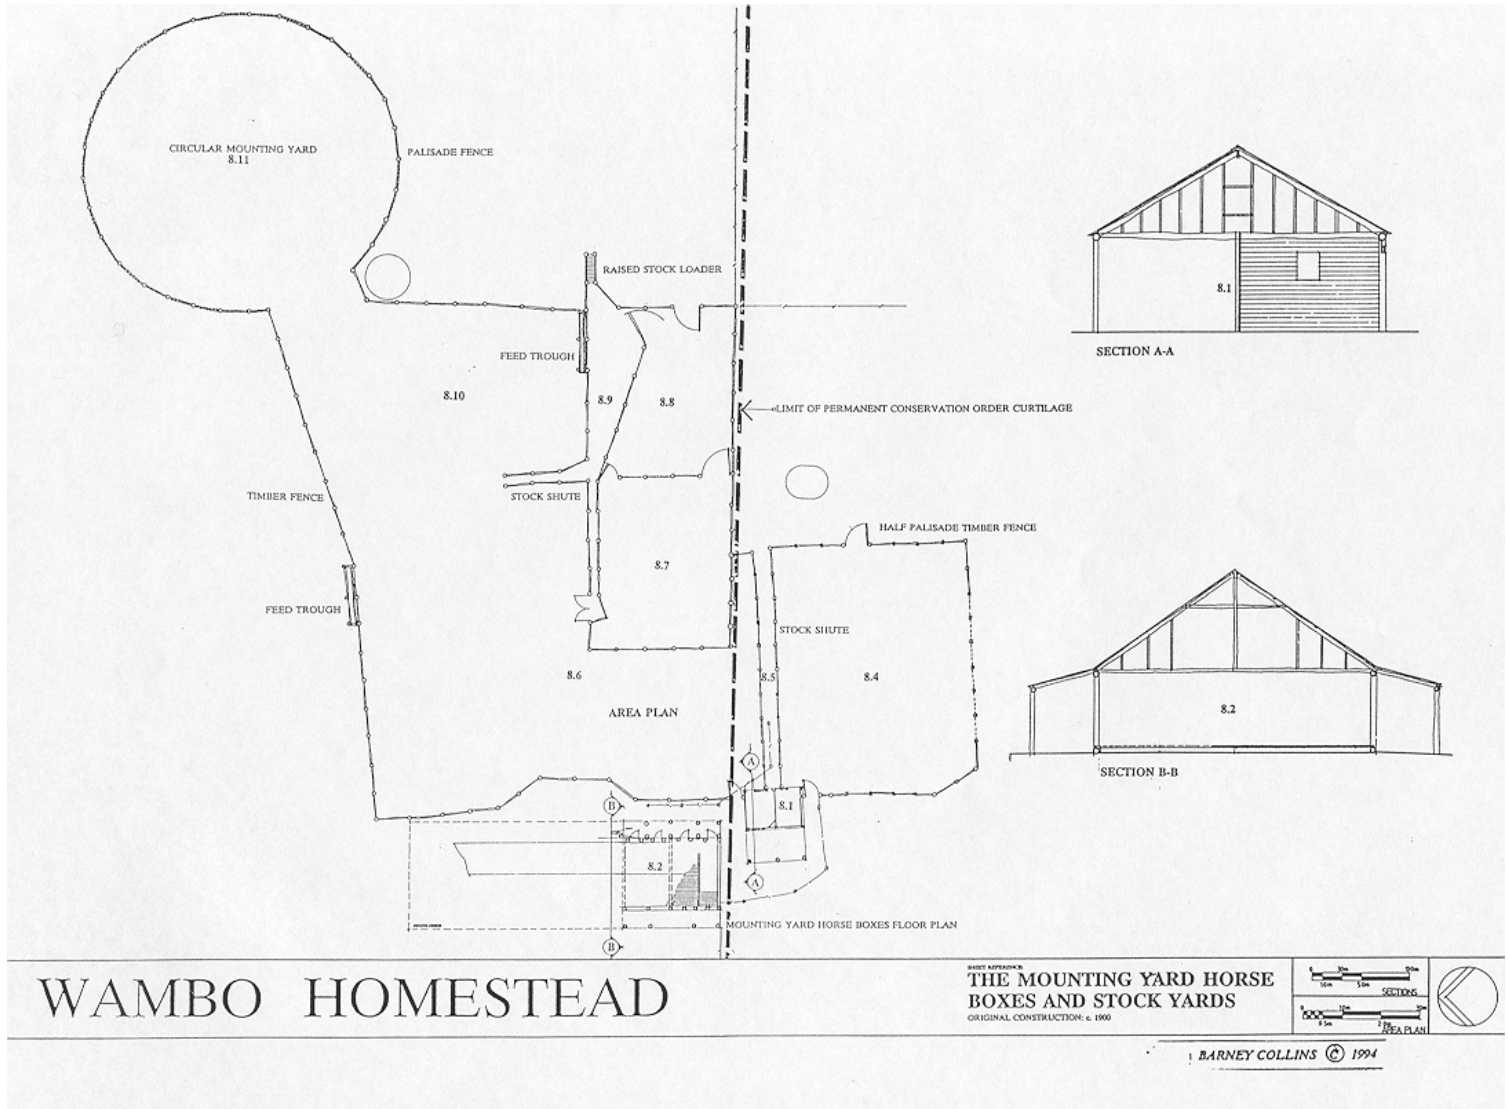 CIRCULAR MOUNTING YARD
8.11
PALISADE FENCE
RAISED STOCK LOADER
FEED TROUGH
8.10
8.9
8.8
LIMIT OF PERMANENT CONSERVATION ORDER CURTILAGE
TIMBER FENCE
STOCK SHUTE
HALF PALISADE TIMBER FENCE
8.7
FEED TROUGH
STOCK SHUTE
8.6
8.5
8.4
AREA PLAN
A
B
8.1
8.2
A
MOUNTING YARD HORSE BOXES FLOOR PLAN
B
8.1
SECTION A-A
8.2
SECTION B-B
WAMBO HOMESTEAD
SHEET REFERENCE
THE MOUNTING YARD HORSE
BOXES AND STOCK YARDS
ORIGINAL CONSTRUCTION: c. 1900
SECTIONS
AREA PLAN
BARNEY COLLINS © 1994